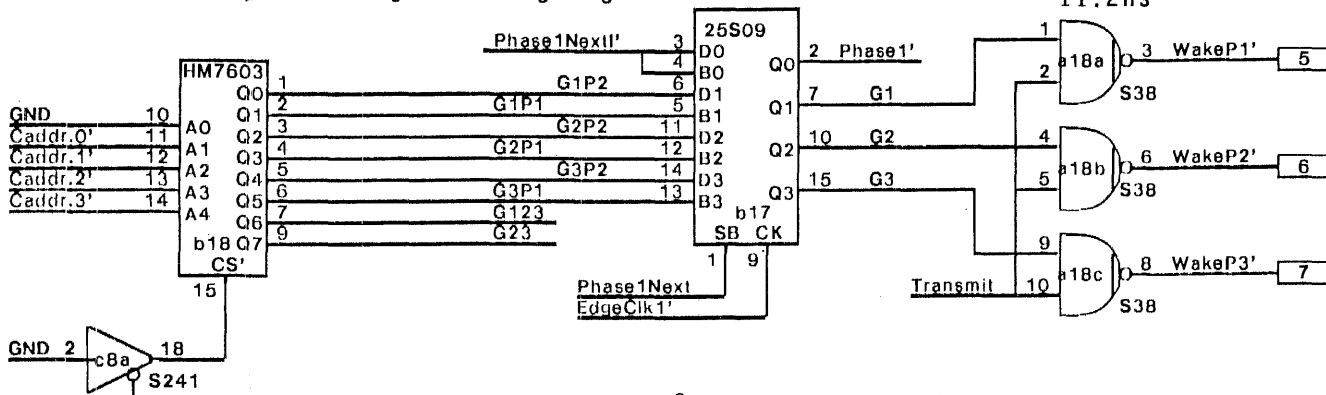 11.2ns
25S09
Phase1NextI' 3 D0
4 B0
Q0 2 Phase1'
1 a18a 3 WakeP1' 5
2
S38
HM7603
Q0 1 G1P2 6 D1
Q1 2 G1P1 5 B1
Q1 7 G1
GND 10 A0
Q2 3 G2P2 11 D2
Caddr.0' 11 A1
Q3 4 G2P1 12 B2
Q2 10 G2 4 a18b 6 WakeP2' 6
5
S38
Caddr.1' 12 A2
Q4 5 G3P2 14 D3
Caddr.2' 13 A3
Q5 6 G3P1 13 B3
Q3 15 G3
Caddr.3' 14 A4
Q6 7 G123
b17
b18 Q7 9 G23
SB CK
CS'
1 9
15
9 a18c 8 WakeP3' 7
Transmit 10
S38
Phase1Next
EdgeClk1'
GND 2 c8a 18
S241